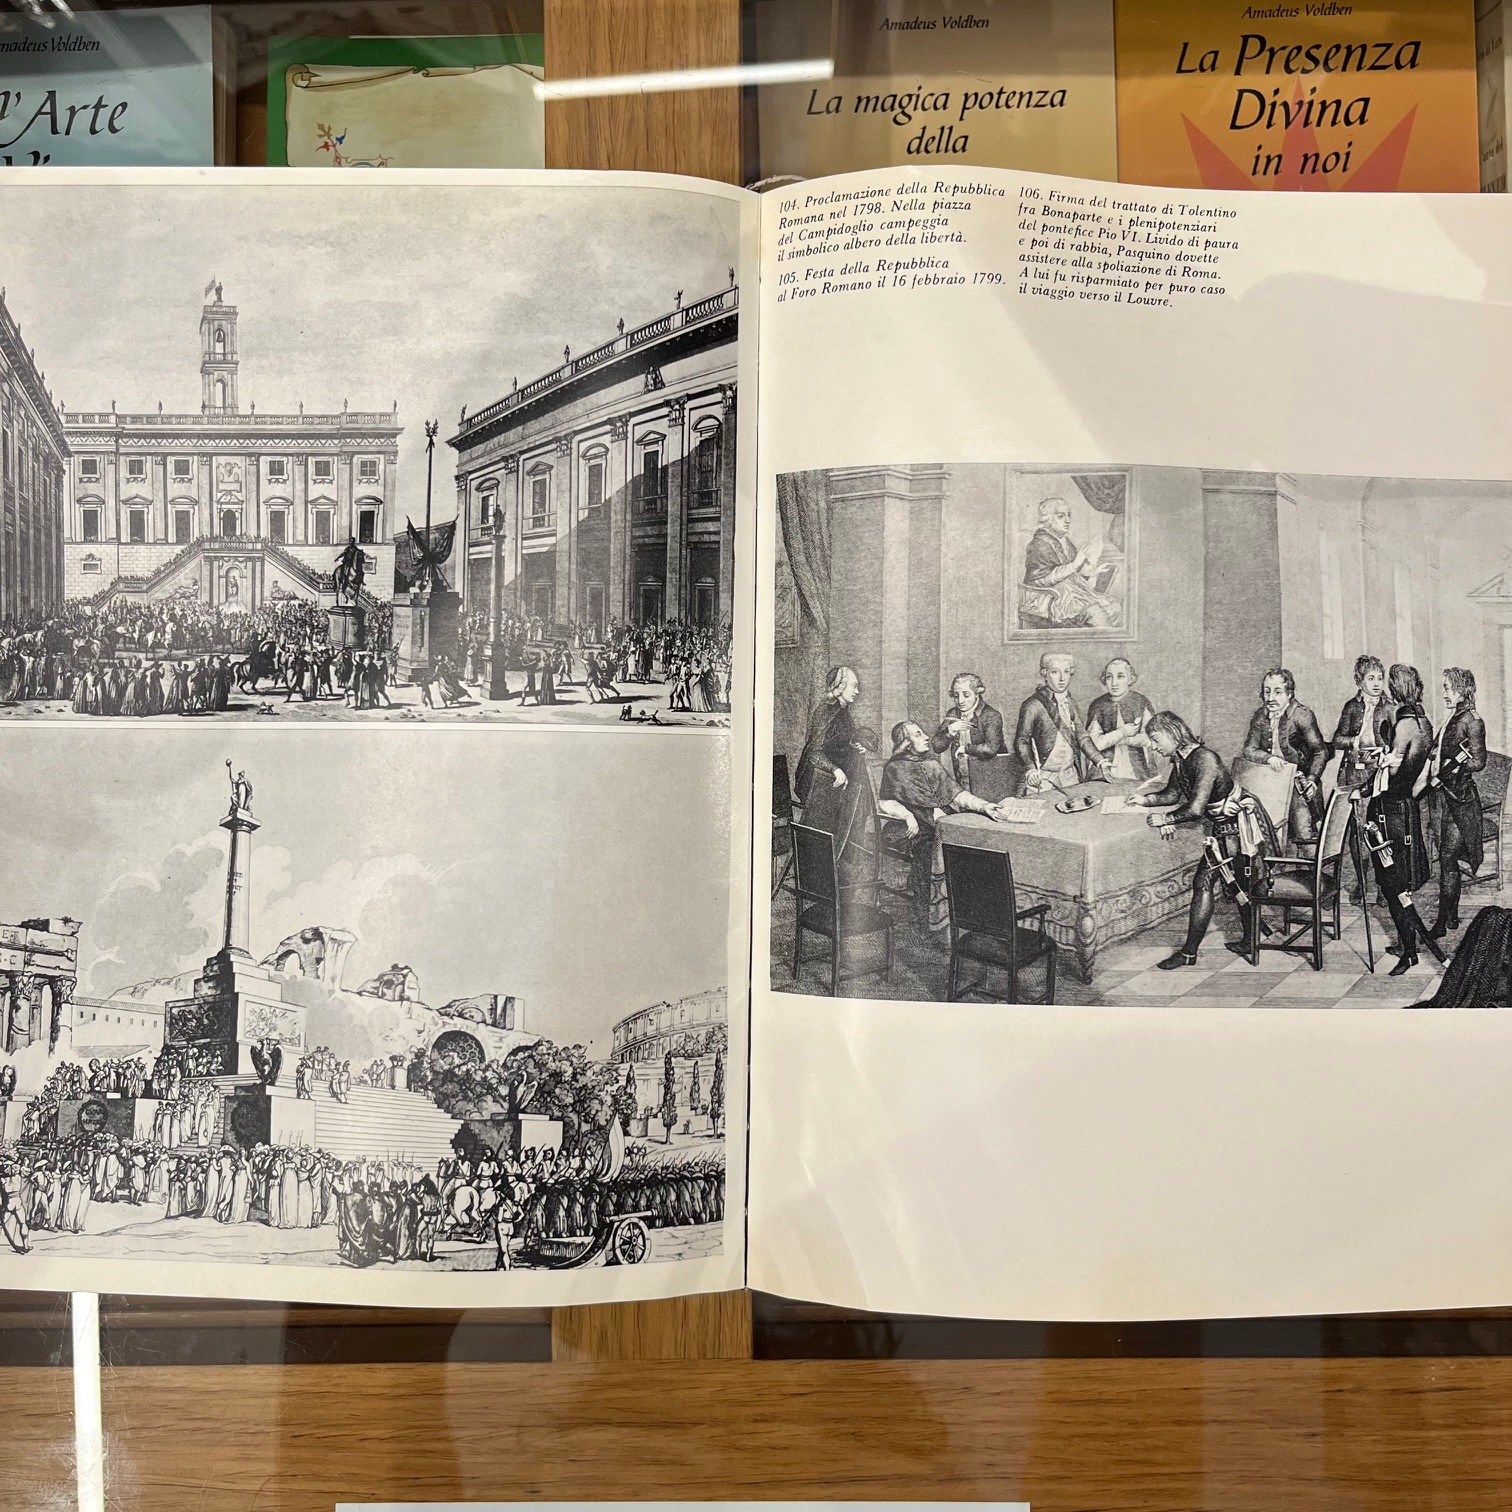 Amadeus Voldben
l'Arte
Amadeus Voldben
La magica potenza
della
Amadeus Voldben
La Presenza
Divina
in noi
104. Proclamazione della Repubblica
Romana nel 1798. Nella piazza
del Campidoglio campeggia
il simbolico albero della libertà.
105. Festa della Repubblica
al Foro Romano il 16 febbraio 1799.
106. Firma del trattato di Tolentino
fra Bonaparte e i plenipotenziari
del pontefice Pio VI. Livido di paura
e poi di rabbia, Pasquino dovette
assistere alla spoliazione di Roma.
A lui fu risparmiato per puro caso
il viaggio verso il Louvre.